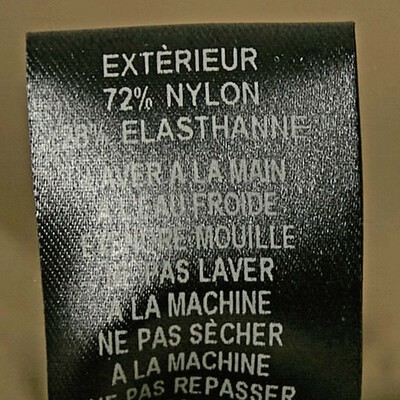 EXTÈRIEUR
72% NYLON
28% ELASTHANNE
LAVER A LA MAIN
EAU FROIDE
MOUILLE
NE PAS LAVER
A LA MACHINE
NE PAS SÈCHER
A LA MACHINE
NE PAS REPASSER